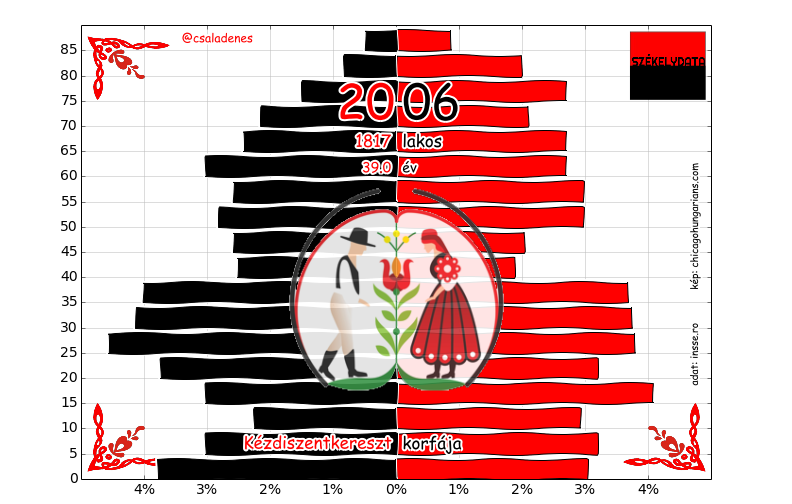 @csaladenes
SZÉKELYDATA
2006
1817 lakos
39.0 év
kép: chicagohungarians.com
adat: insse.ro
Kézdiszentkereszt korfája
85
80
75
70
65
60
55
50
45
40
35
30
25
20
15
10
5
0
4% 3% 2% 1% 0% 1% 2% 3% 4%